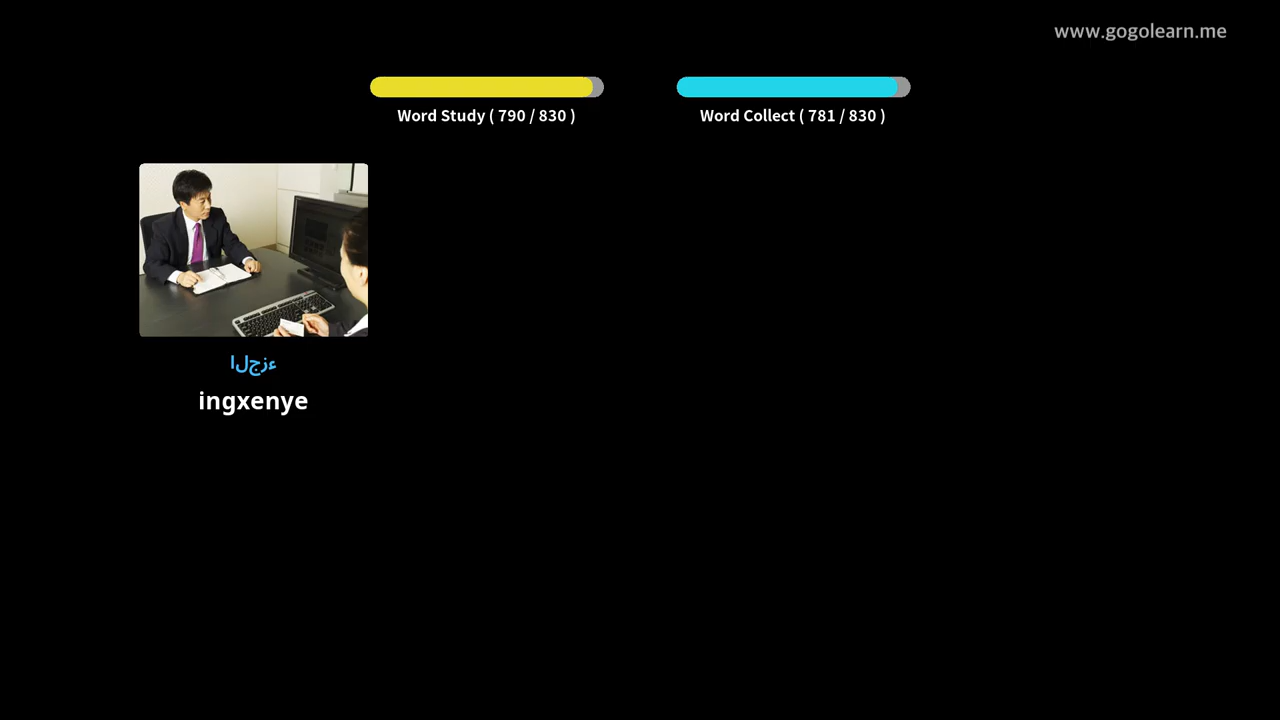 www.gogolearn.me
Word Study ( 790 / 830 )
Word Collect ( 781 / 830 )
الجزء
ingxenye